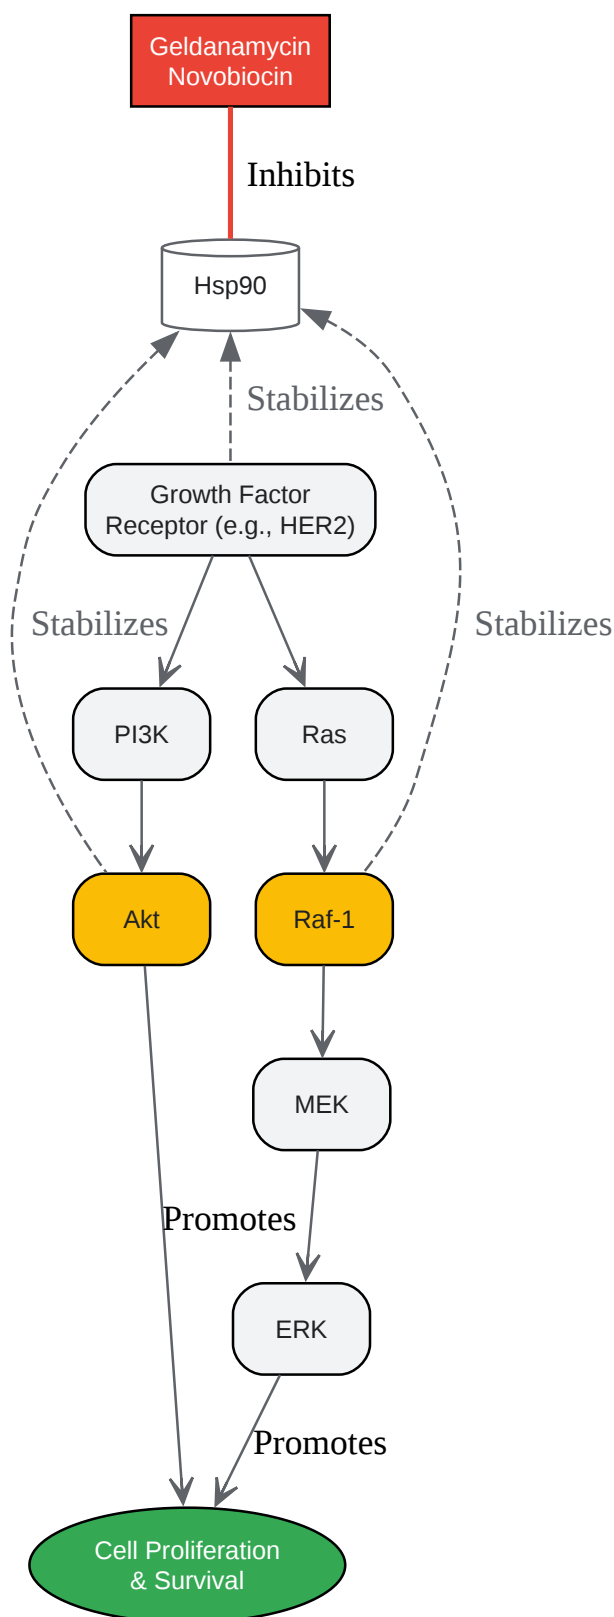 Geldanamycin
Novobiocin
Inhibits
Hsp90
Stabilizes
Growth Factor
Receptor (e.g., HER2)
Stabilizes
Stabilizes
PI3K
Ras
Akt
Raf-1
MEK
Promotes
ERK
Promotes
Cell Proliferation
& Survival